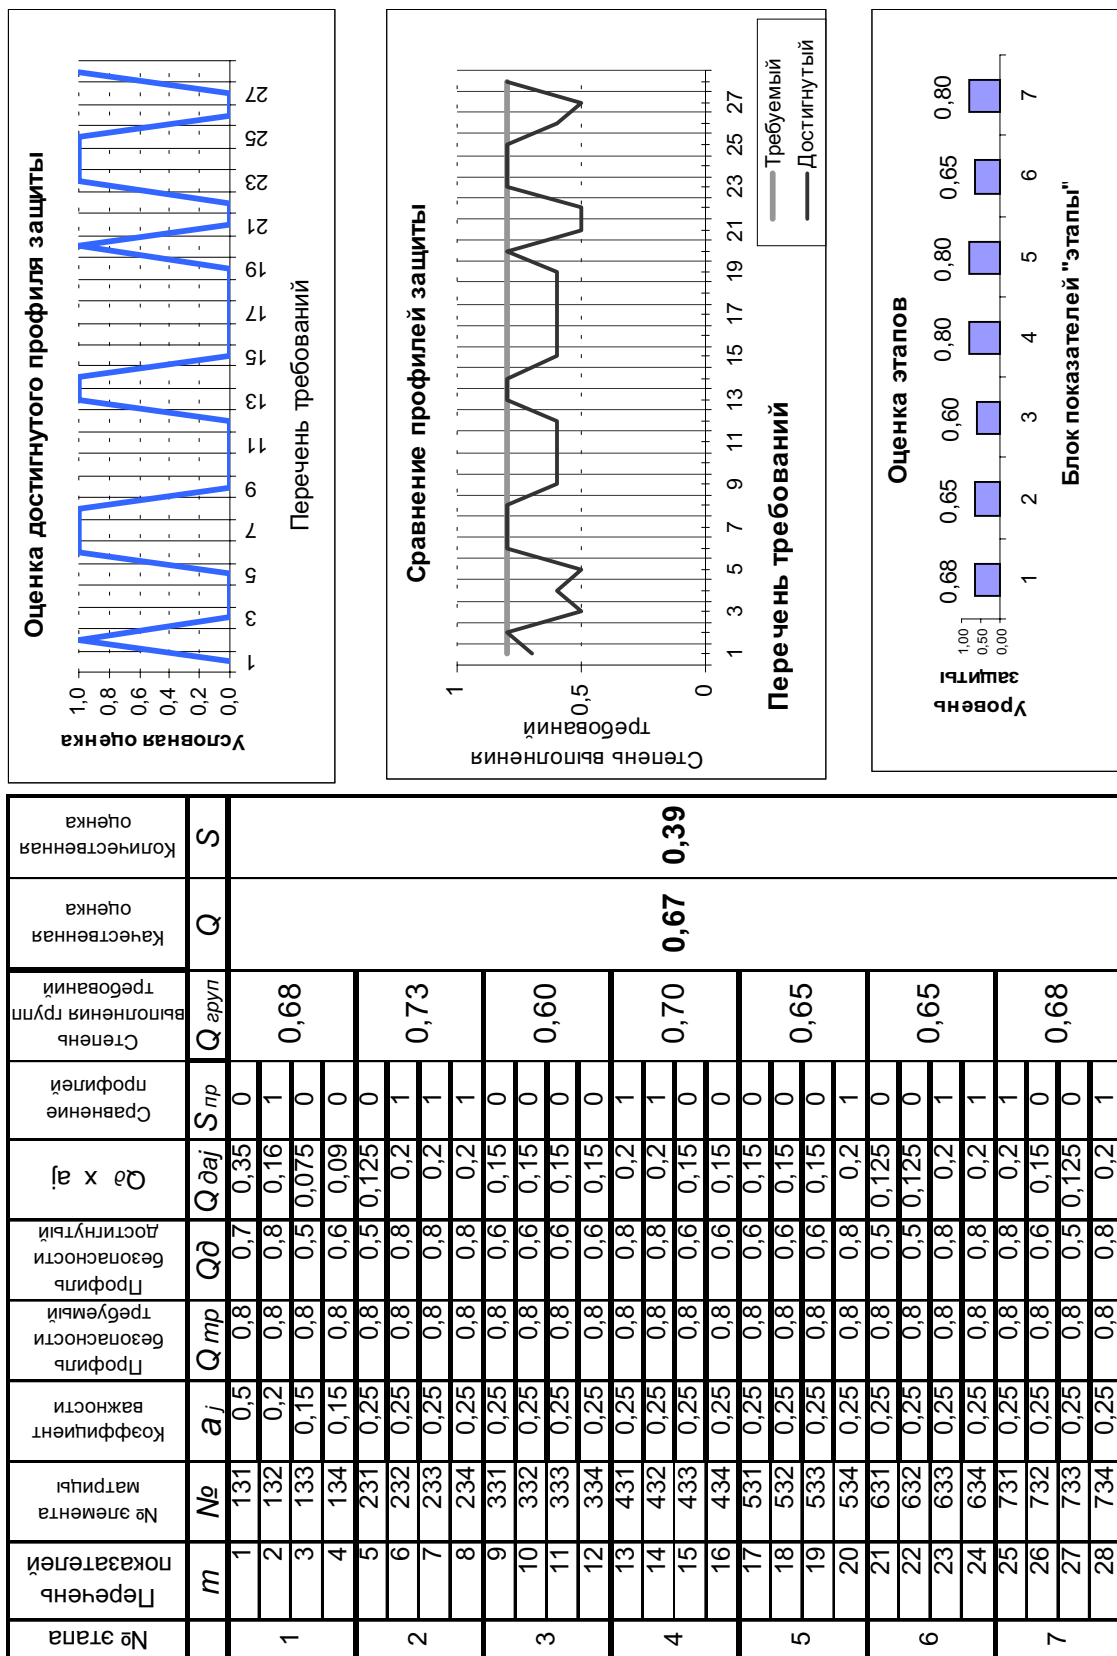 № этапа
Перечень
показателей
№ элемента
матрицы
Коэффициент
важности
Профиль
безопасности
требуемый
Профиль
безопасности
достигнутый
Qд x aj
Сравнение
профилей
Степень
выполнения групп
требований
Качественная
оценка
Количественная
оценка
m № a j Q тр Qд Q даj S пр Q груп Q S
1 0,68
1 131 0,5 0,8 0,7 0,35 0
2 132 0,2 0,8 0,8 0,16 1
3 133 0,15 0,8 0,5 0,075 0
4 134 0,15 0,8 0,6 0,09 0
2 0,73
5 231 0,25 0,8 0,5 0,125 0
6 232 0,25 0,8 0,8 0,2 1
7 233 0,25 0,8 0,8 0,2 1
8 234 0,25 0,8 0,8 0,2 1
3 0,60
9 331 0,25 0,8 0,6 0,15 0
10 332 0,25 0,8 0,6 0,15 0
11 333 0,25 0,8 0,6 0,15 0
12 334 0,25 0,8 0,6 0,15 0
4 0,70 0,67 0,39
13 431 0,25 0,8 0,8 0,2 1
14 432 0,25 0,8 0,8 0,2 1
15 433 0,25 0,8 0,6 0,15 0
16 434 0,25 0,8 0,6 0,15 0
5 0,65
17 531 0,25 0,8 0,6 0,15 0
18 532 0,25 0,8 0,6 0,15 0
19 533 0,25 0,8 0,6 0,15 0
20 534 0,25 0,8 0,8 0,2 1
6 0,65
21 631 0,25 0,8 0,5 0,125 0
22 632 0,25 0,8 0,5 0,125 0
23 633 0,25 0,8 0,8 0,2 1
24 634 0,25 0,8 0,8 0,2 1
7 0,68
25 731 0,25 0,8 0,8 0,2 1
26 732 0,25 0,8 0,6 0,15 0
27 733 0,25 0,8 0,5 0,125 0
28 734 0,25 0,8 0,8 0,2 1
Оценка достигнутого профиля защиты
Условная оценка
1,0
0,8
0,6
0,4
0,2
0,0
1 3 5 7 9 11 13 15 17 19 21 23 25 27
Перечень требований
Сравнение профилей защиты
Степень выполнения
требований
1
0,5
0
1 3 5 7 9 11 13 15 17 19 21 23 25 27
Перечень требований
Требуемый
Достигнутый
Оценка этапов
Уровень
защиты
1,00
0,50
0,00
0,68 0,65 0,60 0,80 0,80 0,65 0,80
1 2 3 4 5 6 7
Блок показателей "этапы"